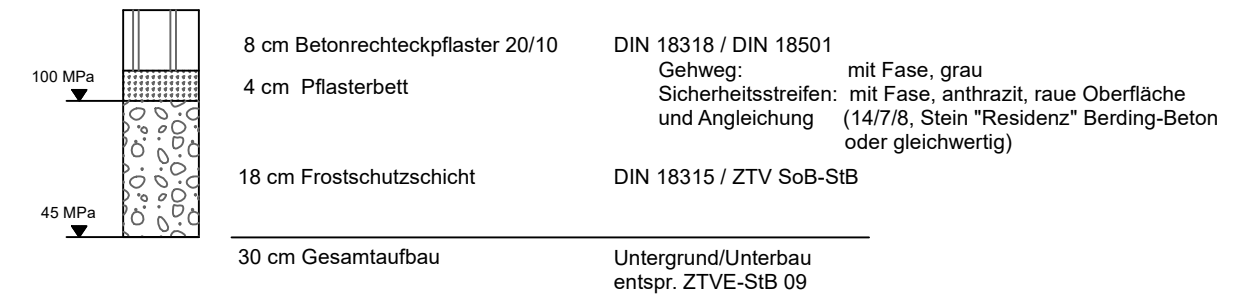 8 cm Betonrechteckpflaster 20/10 DIN 18318 / DIN 18501
100 MPa
4 cm Pflasterbett
Gehweg: mit Fase, grau
Sicherheitsstreifen: mit Fase, anthrazit, raue Oberfläche
und Angleichung (14/7/8, Stein "Residenz" Berding-Beton
oder gleichwertig)
18 cm Frostschutzschicht DIN 18315 / ZTV SoB-StB
45 MPa
30 cm Gesamtaufbau Untergrund/Unterbau
entspr. ZTVE-StB 09